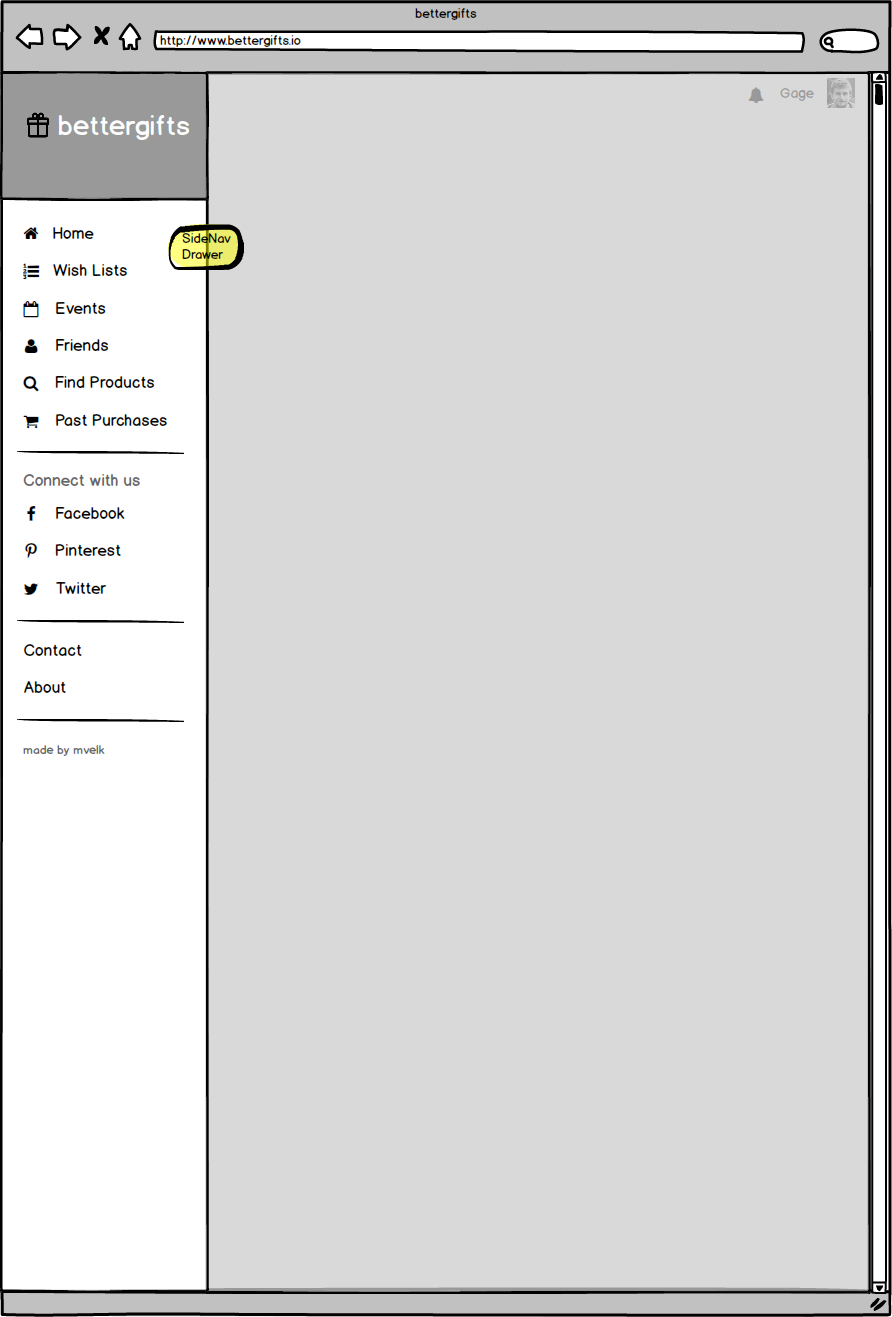 bettergifts
http://www.bettergifts.io
Gage
bettergifts
Home
SideNav
Drawer
Wish Lists
Events
Friends
Find Products
Past Purchases
Connect with us
Facebook
Pinterest
Twitter
Contact
About
made by mvelk